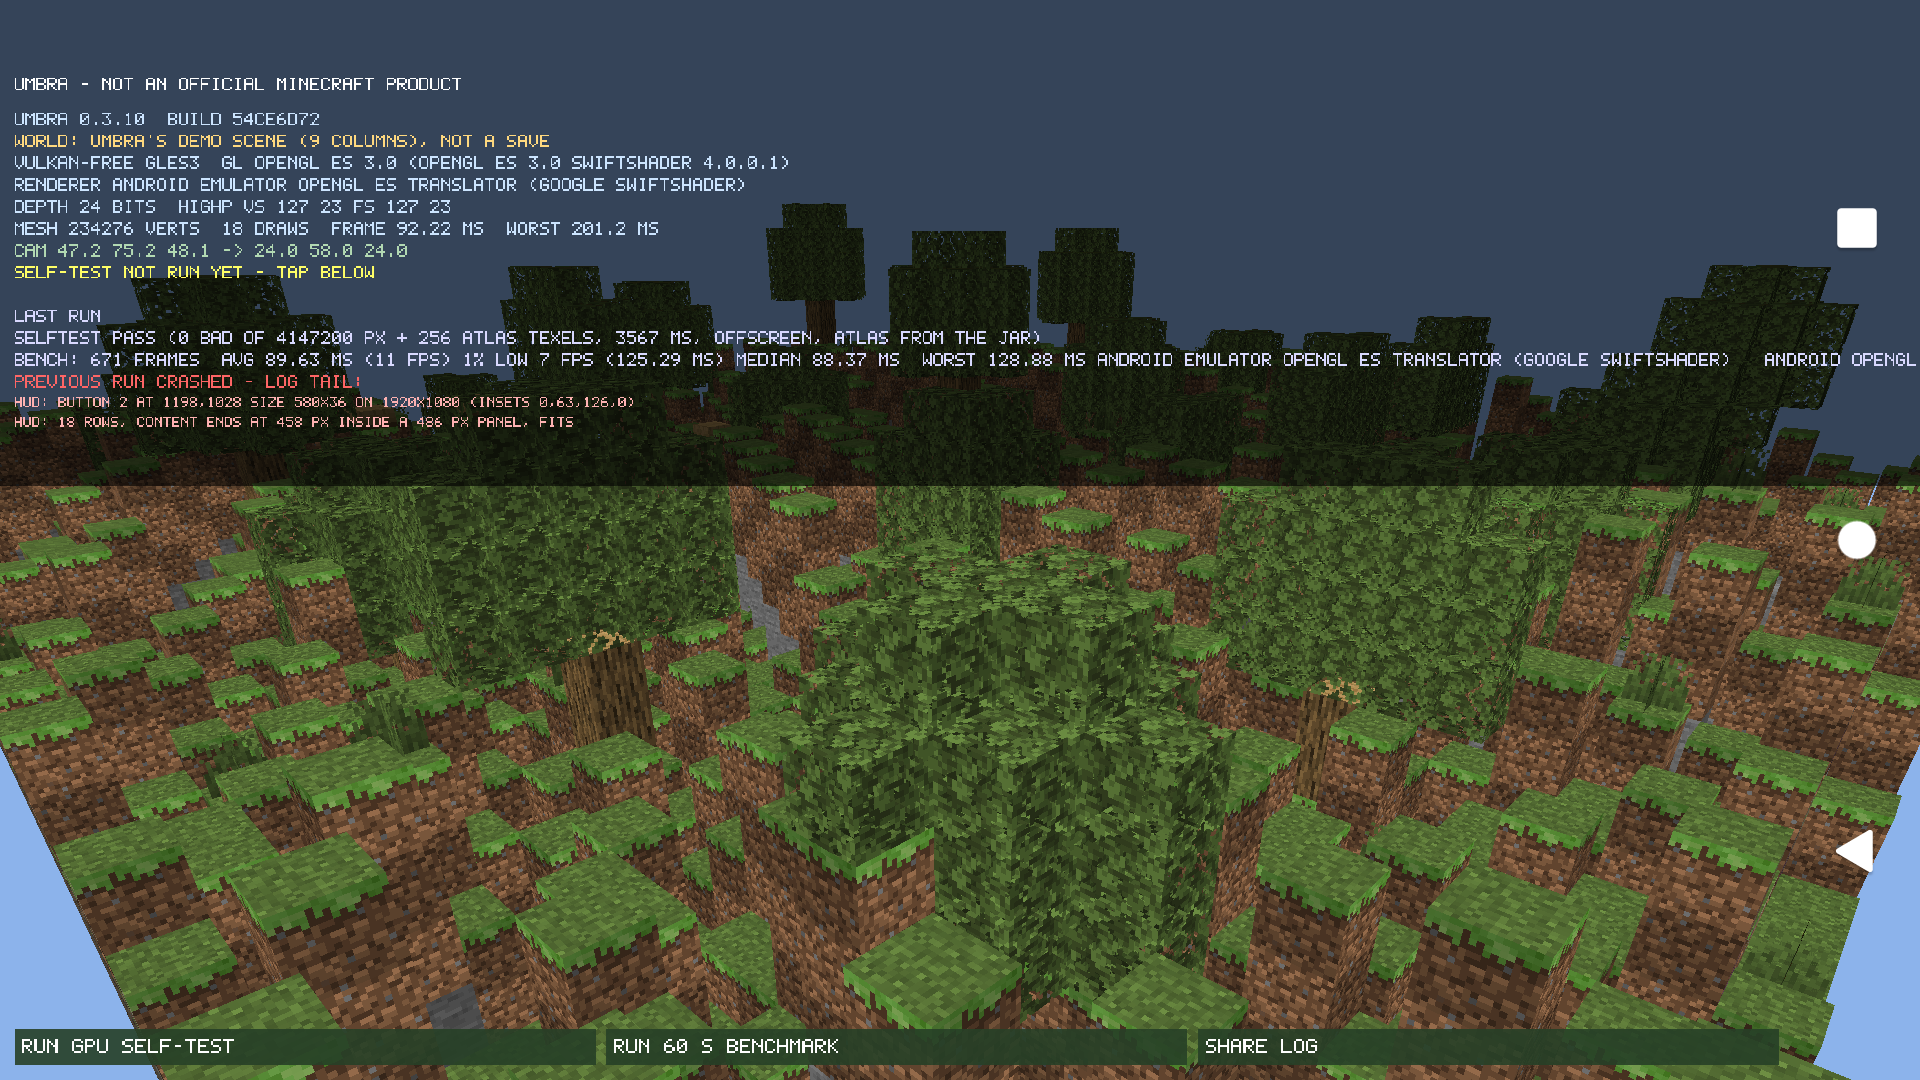 UMBRA - NOT AN OFFICIAL MINECRAFT PRODUCT
UMBRA 0.3.10  BUILD 54CE6D72
WORLD: UMBRA'S DEMO SCENE (9 COLUMNS), NOT A SAVE
VULKAN-FREE GLES3  GL OPENGL ES 3.0 (OPENGL ES 3.0 SWIFTSHADER 4.0.0.1)
RENDERER ANDROID EMULATOR OPENGL ES TRANSLATOR (GOOGLE SWIFTSHADER)
DEPTH 24 BITS  HIGHP VS 127 23 FS 127 23
MESH 234276 VERTS  18 DRAWS  FRAME 92.22 MS  WORST 201.2 MS
CAM 47.2 75.2 48.1 -> 24.0 58.0 24.0
SELF-TEST NOT RUN YET - TAP BELOW
LAST RUN
SELFTEST PASS (0 BAD OF 4147200 PX + 256 ATLAS TEXELS, 3567 MS, OFFSCREEN, ATLAS FROM THE JAR)
BENCH: 671 FRAMES  AVG 89.63 MS (11 FPS) 1% LOW 7 FPS (125.29 MS) MEDIAN 88.37 MS  WORST 128.88 MS ANDROID EMULATOR OPENGL ES TRANSLATOR (GOOGLE SWIFTSHADER)   ANDROID OPENGL
PREVIOUS RUN CRASHED - LOG TAIL:
HUD: BUTTON 2 AT 1198,1028 SIZE 580X36 ON 1920X1080 (INSETS 0,63,126,0)
HUD: 18 ROWS, CONTENT ENDS AT 458 PX INSIDE A 486 PX PANEL, FITS
RUN GPU SELF-TEST
RUN 60 S BENCHMARK
SHARE LOG